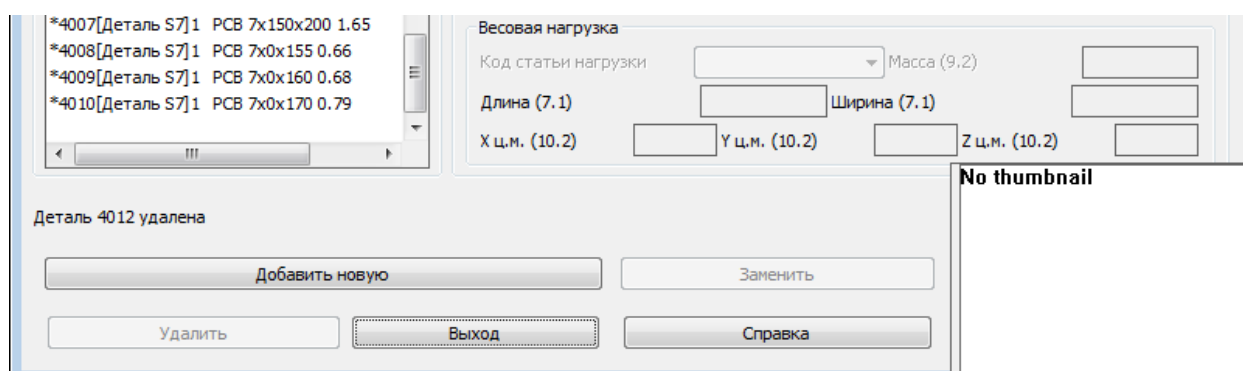 *4007[Деталь S7]1 PCB 7x150x200 1.65
*4008[Деталь S7]1 PCB 7x0x155 0.66
*4009[Деталь S7]1 PCB 7x0x160 0.68
*4010[Деталь S7]1 PCB 7x0x170 0.79
Весовая нагрузка
Код статьи нагрузки Масса (9.2)
Длина (7.1) Ширина (7.1)
X ц.м. (10.2) Y ц.м. (10.2) Z ц.м. (10.2)
No thumbnail
Деталь 4012 удалена
Добавить новую Заменить
Удалить Выход Справка